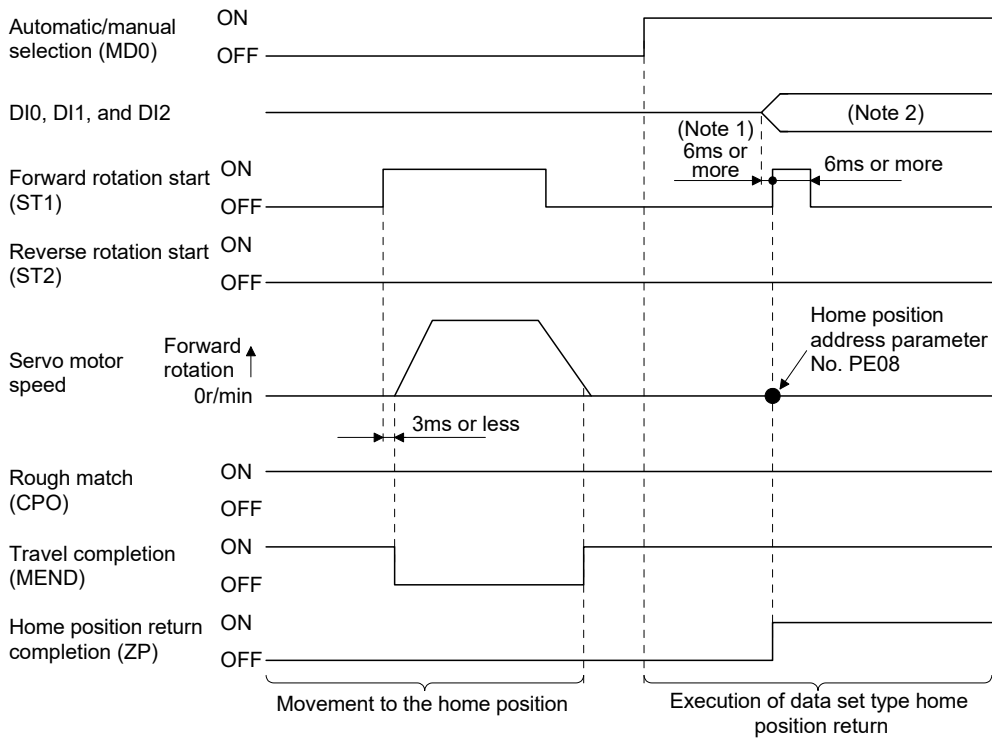 Automatic/manual
selection (MD0)
ON
OFF
DI0, DI1, and DI2
(Note 2)
(Note 1)
6ms or
more
6ms or more
Forward rotation start
(ST1)
ON
OFF
Reverse rotation start
(ST2)
ON
OFF
Home position
address parameter
No. PE08
Servo motor
speed
Forward
rotation
0r/min
3ms or less
Rough match
(CPO)
ON
OFF
Travel completion
(MEND)
ON
OFF
Home position return
completion (ZP)
ON
OFF
Movement to the home position
Execution of data set type home
position return